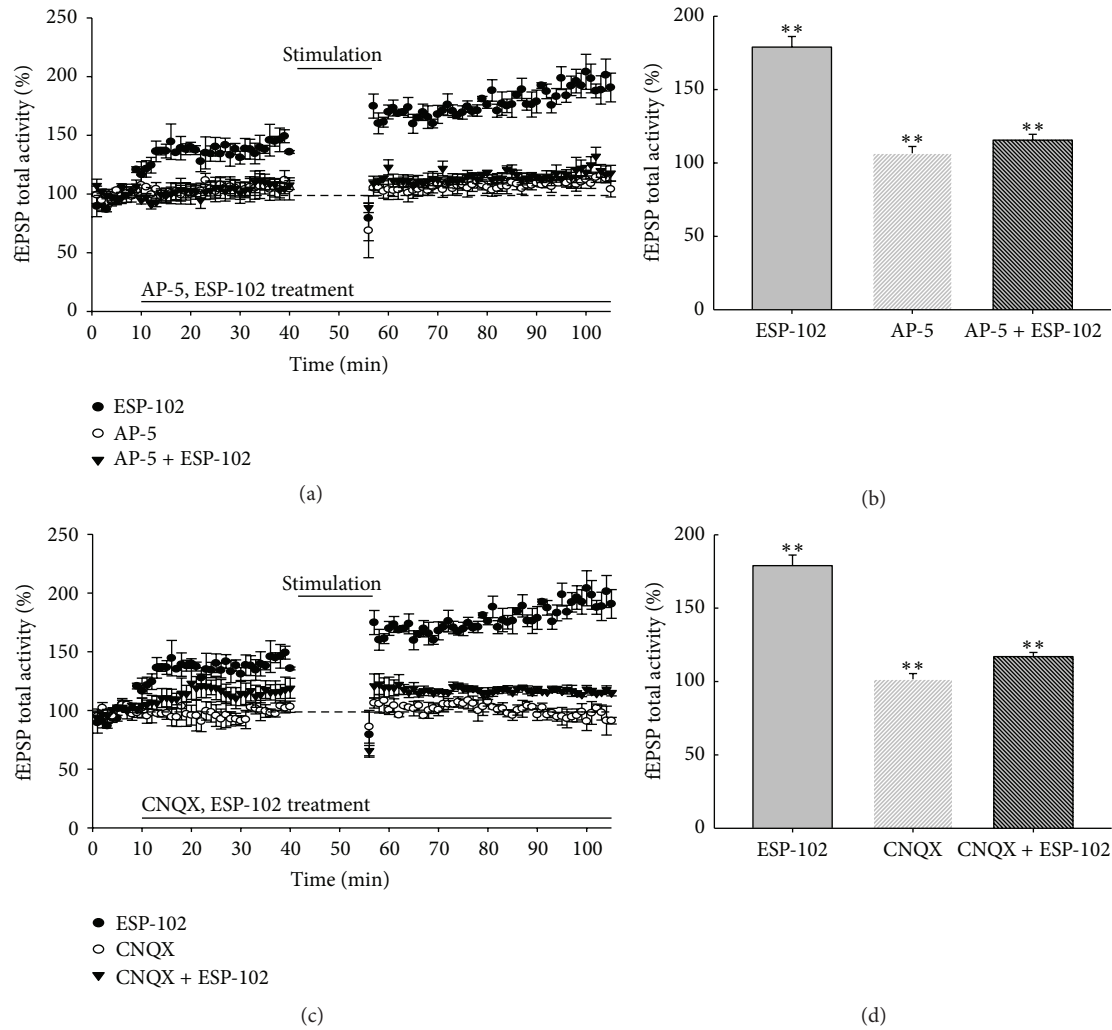 250
200
150
100
50
0
fEPSP total activity (%)
Stimulation
AP-5, ESP-102 treatment
0 10 20 30 40 50 60 70 80 90 100
Time (min)
ESP-102
AP-5
AP-5 + ESP-102
(a)
200
150
100
50
0
fEPSP total activity (%)
**
**
**
ESP-102 AP-5 AP-5 + ESP-102
(b)
250
200
150
100
50
0
fEPSP total activity (%)
Stimulation
CNQX, ESP-102 treatment
0 10 20 30 40 50 60 70 80 90 100
Time (min)
ESP-102
CNQX
CNQX + ESP-102
(c)
200
150
100
50
0
fEPSP total activity (%)
**
**
**
ESP-102 CNQX CNQX + ESP-102
(d)